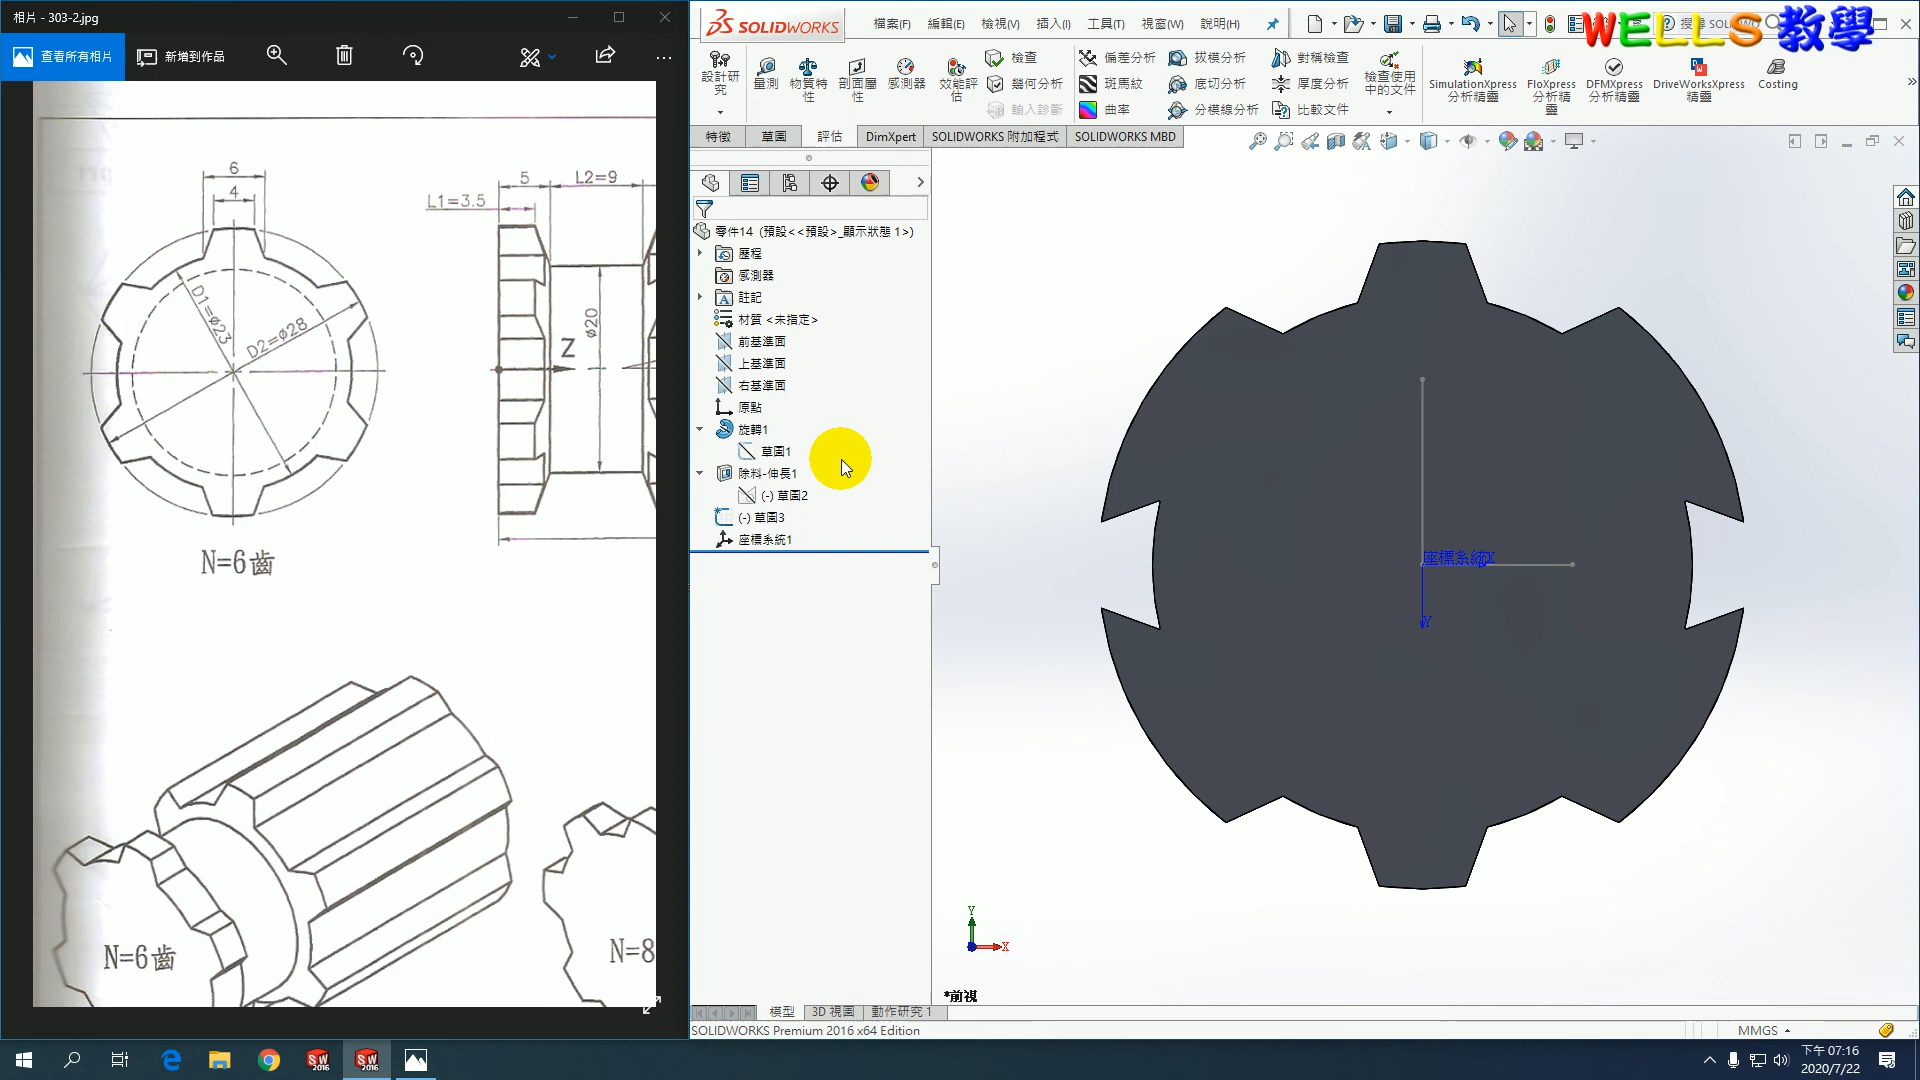 相片 - 303-2.jpg
查看所有相片
新增到作品
6
4
5
L2=9
L1=3.5
D1=ø23
D2=ø28
ø20
Z
N=6齒
N=6齒
N=8
SOLIDWORKS
檔案(F)
編輯(E)
檢視(V)
插入(I)
工具(T)
視窗(W)
說明(H)
WELLS 教學
設計研究
量測
物質特性
剖面屬性
感測器
效能評估
檢查
幾何分析
輸入診斷
偏差分析
斑馬紋
曲率
拔模分析
底切分析
分模線分析
對稱檢查
厚度分析
比較文件
檢查使用中的文件
SimulationXpress 分析精靈
FloXpress 分析精靈
DFMXpress 分析精靈
DriveWorksXpress 精靈
Costing
特徵
草圖
評估
DimXpert
SOLIDWORKS 附加程式
SOLIDWORKS MBD
零件14 (預設<<預設>_顯示狀態 1>)
歷程
感測器
註記
材質 <未指定>
前基準面
上基準面
右基準面
原點
旋轉1
草圖1
除料-伸長1
(-) 草圖2
(-) 草圖3
座標系統1
座標系統
X
Y
Y
X
*前視
模型
3D 視圖
動作研究 1
SOLIDWORKS Premium 2016 x64 Edition
MMGS
下午 07:16
2020/7/22